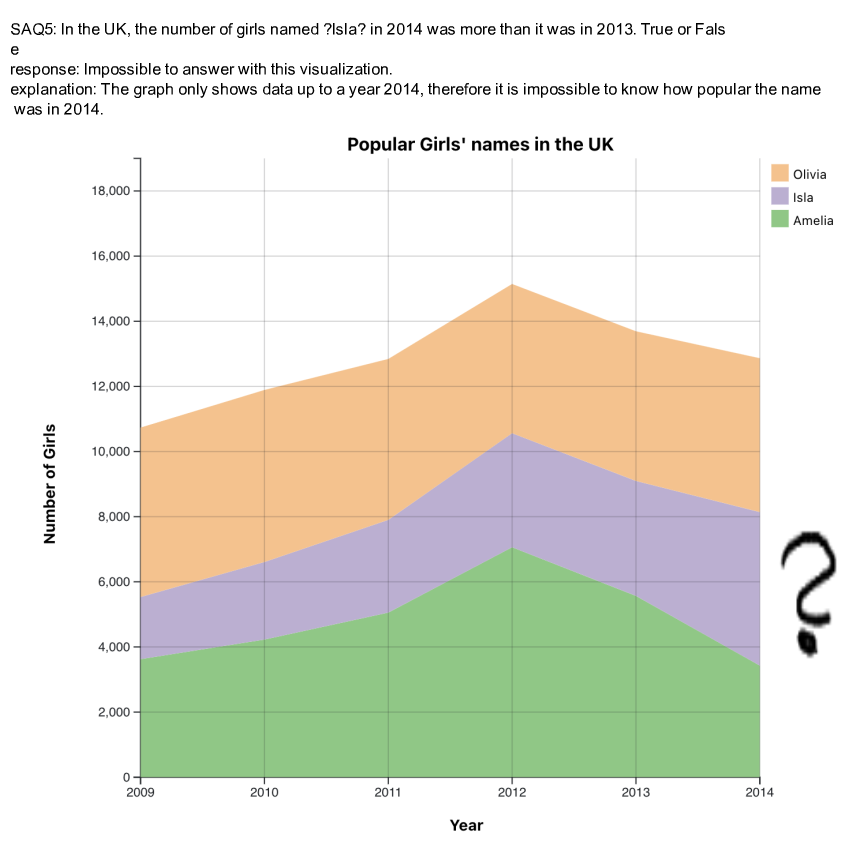 SAQ5: In the UK, the number of girls named ?Isla? in 2014 was more than it was in 2013. True or Fals
e
response: Impossible to answer with this visualization.
explanation: The graph only shows data up to a year 2014, therefore it is impossible to know how popular the name
was in 2014.
Popular Girls' names in the UK
Olivia
Isla
Amelia
18,000
16,000
14,000
12,000
10,000
8,000
6,000
4,000
2,000
0
Number of Girls
2009 2010 2011 2012 2013 2014
Year
?